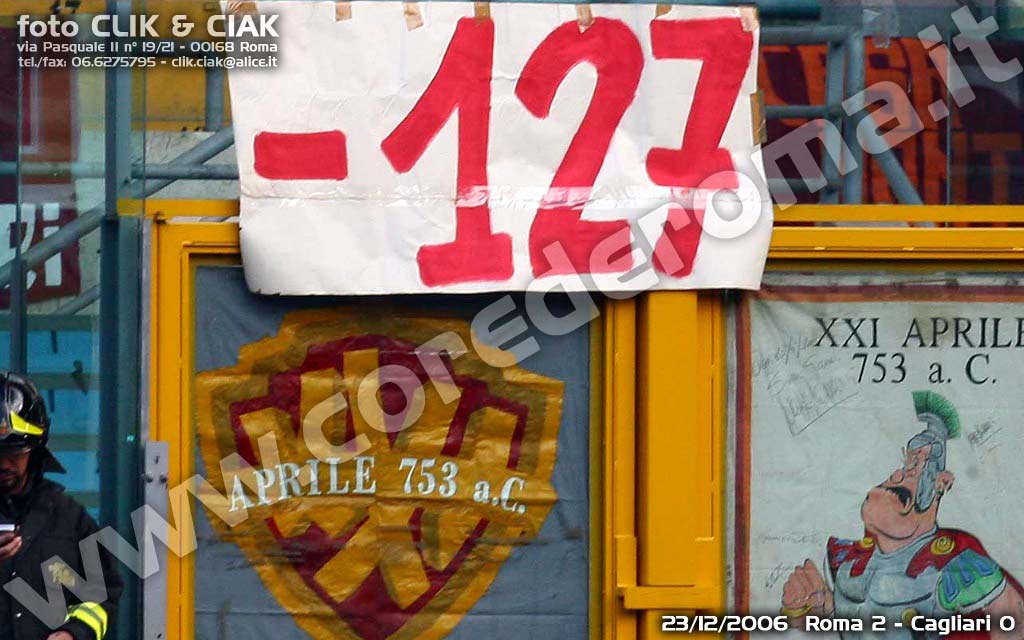 foto CLIK & CIAK
via Pasquale II n° 19/21 - 00168 Roma
tel./fax: 06.6275795 - clik.ciak@alice.it
-127
www.corederoma.it
XXI APRILE
753 a. C.
XXI
APRILE 753 a.C.
23/12/2006 Roma 2 - Cagliari 0